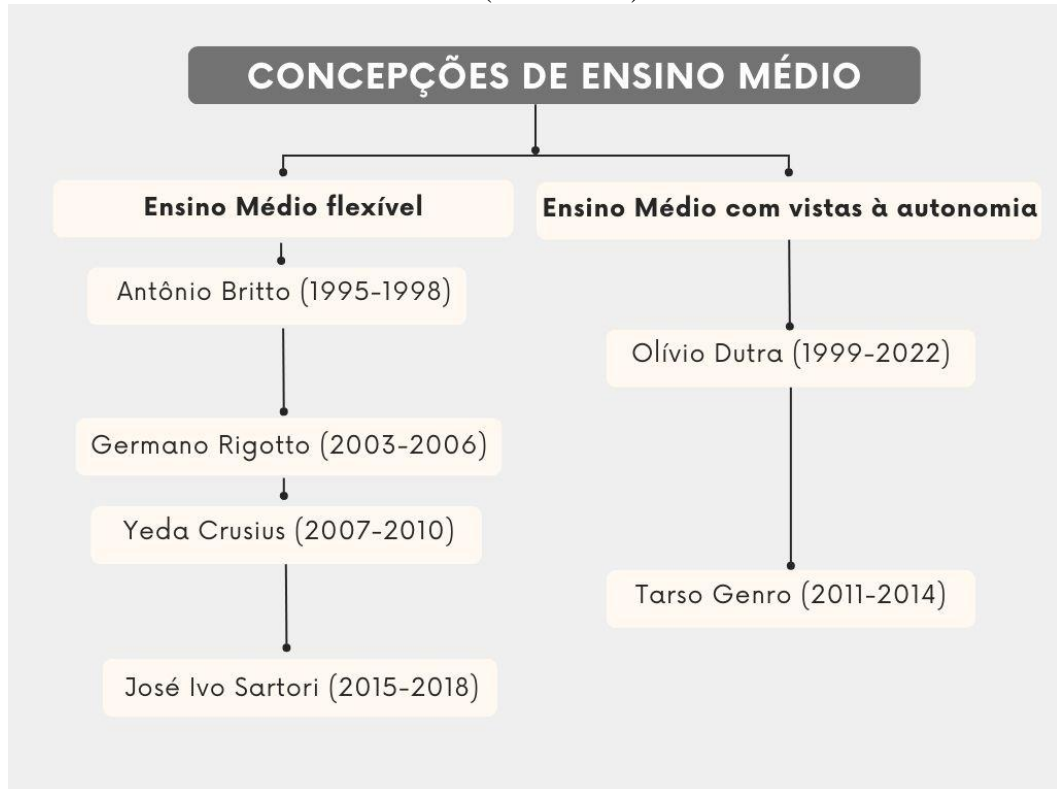 CONCEPÇÕES DE ENSINO MÉDIO
Ensino Médio flexível
Antônio Britto (1995-1998)
Germano Rigotto (2003-2006)
Yeda Crusius (2007-2010)
José Ivo Sartori (2015-2018)
Ensino Médio com vistas à autonomia
Olívio Dutra (1999-2022)
Tarso Genro (2011-2014)